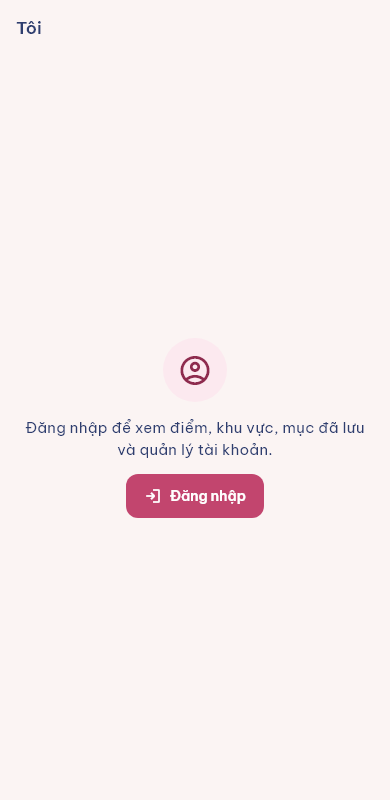 Tôi
Đăng nhập để xem điểm, khu vực, mục đã lưu
và quản lý tài khoản.
Đăng nhập